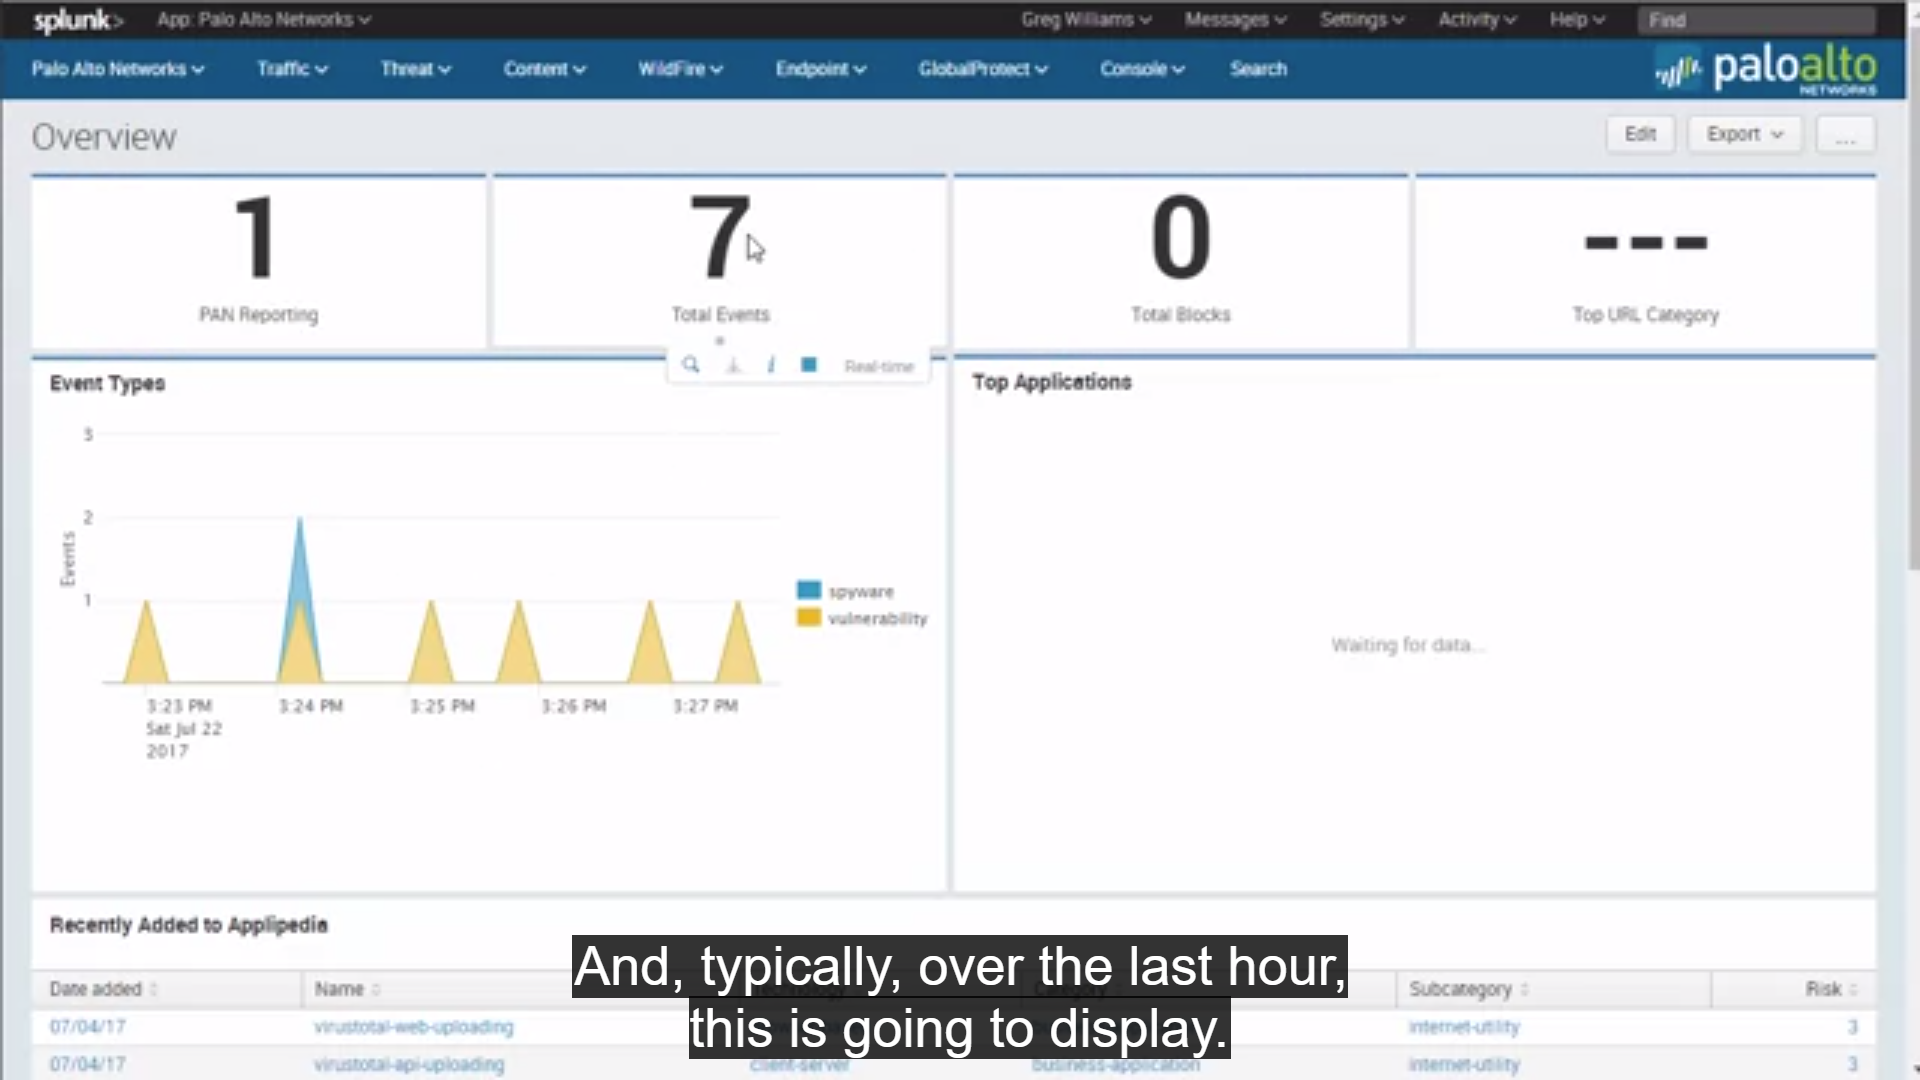 splunk> App: Palo Alto Networks Greg Williams Messages Settings Activity Help Find
Palo Alto Networks Traffic Threat Content WildFire Endpoint GlobalProtect Console Search paloalto
NETWORKS
Overview Edit Export ...
1 7 0 ---
PAN Reporting Total Events Total Blocks Top URL Category
i Real-time
Event Types Top Applications
3
2
Events
1
spyware
vulnerability
Waiting for data...
3:23 PM 3:24 PM 3:25 PM 3:26 PM 3:27 PM
Sat Jul 22
2017
Recently Added to Applipedia
And, typically, over the last hour,
this is going to display.
Date added Name Subcategory Risk
07/04/17 virustotal-web-uploading internet-utility 3
07/04/17 virustotal-api-uploading client-server business-application internet-utility 3